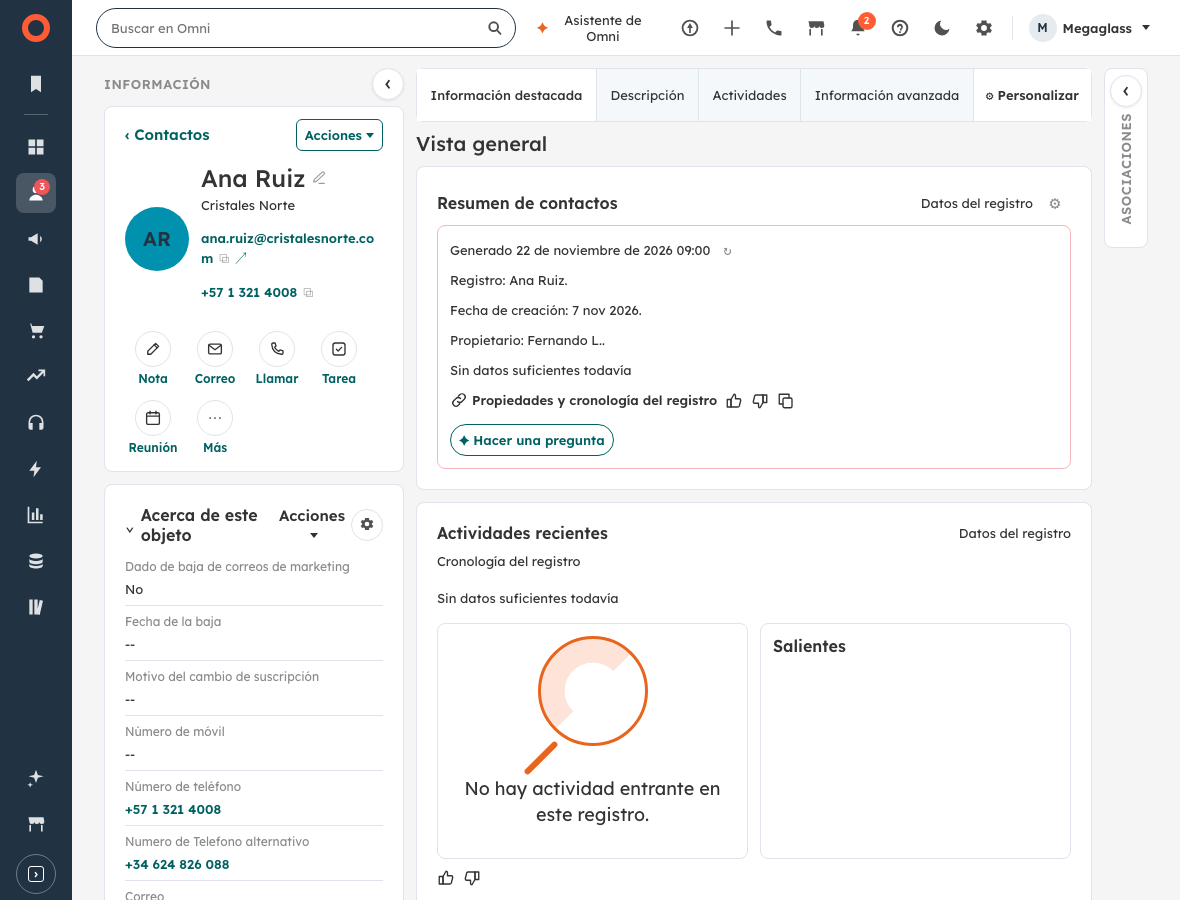 Buscar en Omni
Asistente de
Omni
2
M
Megaglass
3
INFORMACIÓN
‹ Contactos
Acciones
Ana Ruiz
Cristales Norte
AR
ana.ruiz@cristalesnorte.co
m
+57 1 321 4008
Nota
Correo
Llamar
Tarea
Reunión
Más
Acerca de este
objeto
Acciones
Dado de baja de correos de marketing
No
Fecha de la baja
--
Motivo del cambio de suscripción
--
Número de móvil
--
Número de teléfono
+57 1 321 4008
Numero de Telefono alternativo
+34 624 826 088
Correo
Información destacada
Descripción
Actividades
Información avanzada
Personalizar
Vista general
Resumen de contactos
Datos del registro
Generado 22 de noviembre de 2026 09:00
Registro: Ana Ruiz.
Fecha de creación: 7 nov 2026.
Propietario: Fernando L..
Sin datos suficientes todavía
Propiedades y cronología del registro
Hacer una pregunta
Actividades recientes
Datos del registro
Cronología del registro
Sin datos suficientes todavía
No hay actividad entrante en
este registro.
Salientes
ASOCIACIONES